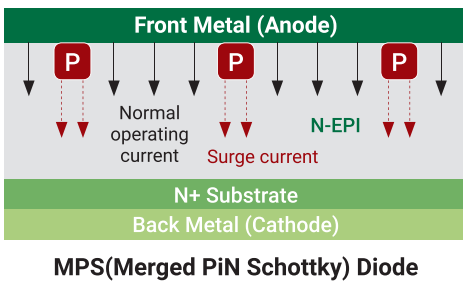 Front Metal (Anode)
P P P
Normal
operating
current
N-EPI
Surge current
N+ Substrate
Back Metal (Cathode)
MPS(Merged PiN Schottky) Diode